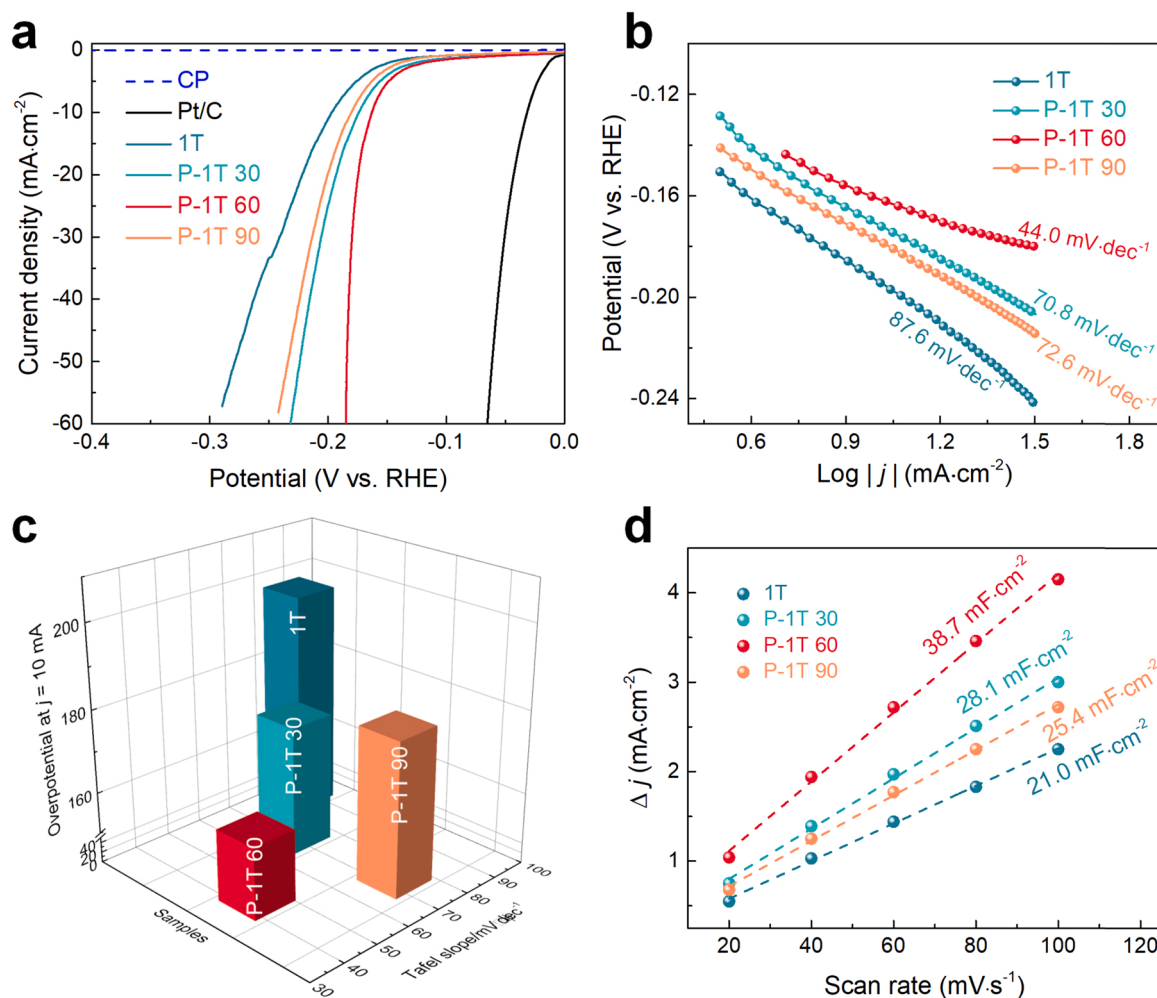 a
0
-10
-20
-30
-40
-50
-60
Current density (mA.cm-2)
CP
Pt/C
1T
P-1T 30
P-1T 60
P-1T 90
-0.4
-0.3
-0.2
-0.1
0.0
Potential (V vs. RHE)
b
-0.12
-0.16
-0.20
-0.24
Potential (V vs. RHE)
1T
P-1T 30
P-1T 60
P-1T 90
44.0 mV·dec-1
70.8 mV·dec-1
72.6 mV·dec-1
87.6 mV·dec-1
0.6
0.9
1.2
1.5
1.8
Log | j | (mA·cm-2)
c
200
180
160
40
20
0
Overpotential at j = 10 mA
1T
P-1T 30
P-1T 60
P-1T 90
Samples
30
40
50
60
70
80
90
100
Tafel slope/mV dec-1
d
4
3
2
1
Δ j (mA·cm-2)
1T
P-1T 30
P-1T 60
P-1T 90
38.7 mF·cm-2
28.1 mF·cm-2
25.4 mF·cm-2
21.0 mF·cm-2
20
40
60
80
100
120
Scan rate (mV·s-1)